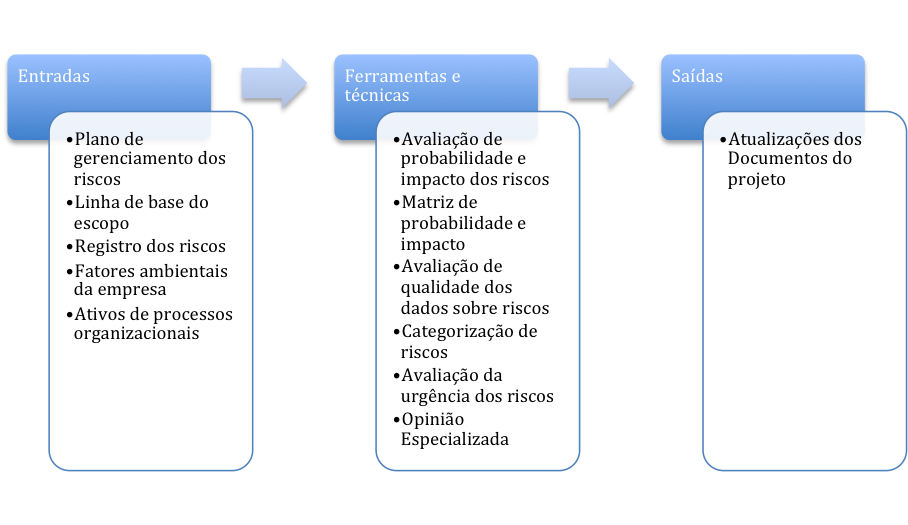 Entradas
•Plano de
gerenciamento dos
riscos
•Linha de base do
escopo
•Registro dos riscos
•Fatores ambientais
da empresa
•Ativos de processos
organizacionais
Ferramentas e
técnicas
•Avaliação de
probabilidade e
impacto dos riscos
•Matriz de
probabilidade e
impacto
•Avaliação de
qualidade dos
dados sobre riscos
•Categorização de
riscos
•Avaliação da
urgência dos riscos
•Opinião
Especializada
Saídas
•Atualizações dos
Documentos do
projeto